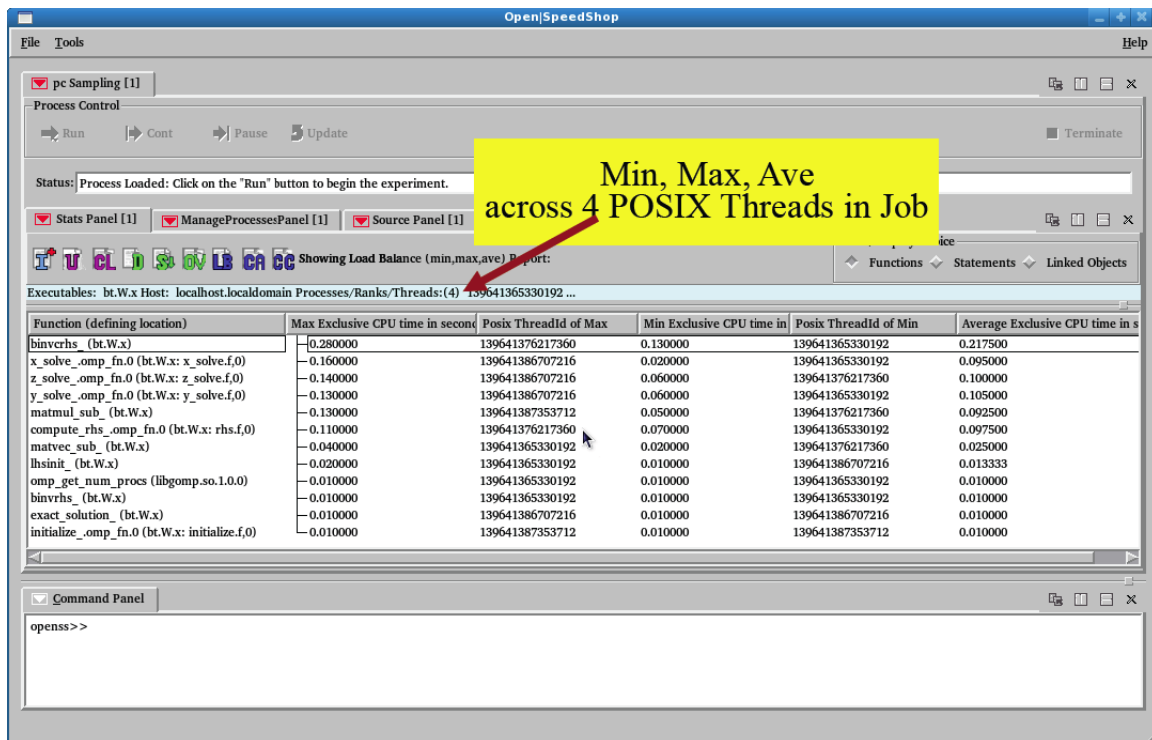 Open|SpeedShop
File Tools Help
pc Sampling [1]
Process Control
Run Cont Pause Update Terminate
Status: Process Loaded: Click on the "Run" button to begin the experiment.
Min, Max, Ave
across 4 POSIX Threads in Job
Stats Panel [1] ManageProcessesPanel [1] Source Panel [1]
I U CL D OV LB CA CC Showing Load Balance (min,max,ave) Report:
Functions Statements Linked Objects
Executables: bt.W.x Host: localhost.localdomain Processes/Ranks/Threads:(4) 139641365330192 ...
Function (defining location) Max Exclusive CPU time in second Posix ThreadId of Max Min Exclusive CPU time in Posix ThreadId of Min Average Exclusive CPU time in s
binvcrhs_ (bt.W.x) 0.280000 139641376217360 0.130000 139641365330192 0.217500
x_solve_.omp_fn.0 (bt.W.x: x_solve.f,0) 0.160000 139641386707216 0.020000 139641365330192 0.095000
z_solve_.omp_fn.0 (bt.W.x: z_solve.f,0) 0.140000 139641386707216 0.060000 139641376217360 0.100000
y_solve_.omp_fn.0 (bt.W.x: y_solve.f,0) 0.130000 139641386707216 0.060000 139641376217360 0.105000
matmul_sub_ (bt.W.x) 0.130000 139641387353712 0.050000 139641376217360 0.092500
compute_rhs_.omp_fn.0 (bt.W.x: rhs.f,0) 0.110000 139641376217360 0.070000 139641365330192 0.097500
matvec_sub_ (bt.W.x) 0.040000 139641365330192 0.020000 139641376217360 0.025000
lhsinit_ (bt.W.x) 0.020000 139641365330192 0.010000 139641386707216 0.013333
omp_get_num_procs (libgomp.so.1.0.0) 0.010000 139641365330192 0.010000 139641365330192 0.010000
binvrhs_ (bt.W.x) 0.010000 139641365330192 0.010000 139641365330192 0.010000
exact_solution_ (bt.W.x) 0.010000 139641386707216 0.010000 139641386707216 0.010000
initialize_.omp_fn.0 (bt.W.x: initialize.f,0) 0.010000 139641387353712 0.010000 139641387353712 0.010000
Command Panel
openss>>